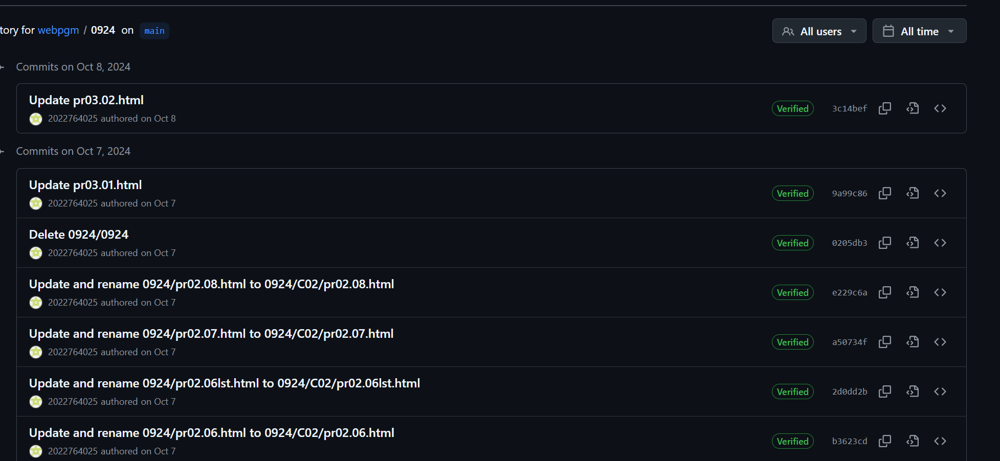 tory for webpgm / 0924 on main
All users
All time
Commits on Oct 8, 2024
Update pr03.02.html
2022764025 authored on Oct 8
Verified
3c14bef
Commits on Oct 7, 2024
Update pr03.01.html
2022764025 authored on Oct 7
Verified
9a99c86
Delete 0924/0924
2022764025 authored on Oct 7
Verified
0205db3
Update and rename 0924/pr02.08.html to 0924/C02/pr02.08.html
2022764025 authored on Oct 7
Verified
e229c6a
Update and rename 0924/pr02.07.html to 0924/C02/pr02.07.html
2022764025 authored on Oct 7
Verified
a50734f
Update and rename 0924/pr02.06lst.html to 0924/C02/pr02.06lst.html
2022764025 authored on Oct 7
Verified
2d0dd2b
Update and rename 0924/pr02.06.html to 0924/C02/pr02.06.html
2022764025 authored on Oct 7
Verified
b3623cd